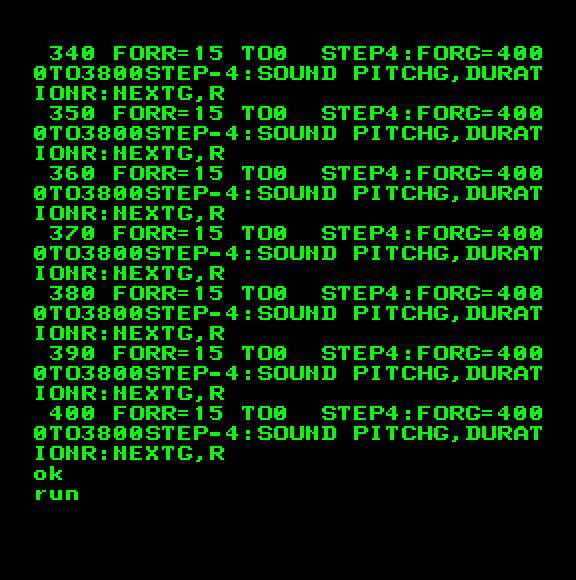 340 FORR=15 TO0  STEP4:FORG=400
0TO3800STEP-4:SOUND PITCHG,DURAT
IONR:NEXTG,R
350 FORR=15 TO0  STEP4:FORG=400
0TO3800STEP-4:SOUND PITCHG,DURAT
IONR:NEXTG,R
360 FORR=15 TO0  STEP4:FORG=400
0TO3800STEP-4:SOUND PITCHG,DURAT
IONR:NEXTG,R
370 FORR=15 TO0  STEP4:FORG=400
0TO3800STEP-4:SOUND PITCHG,DURAT
IONR:NEXTG,R
380 FORR=15 TO0  STEP4:FORG=400
0TO3800STEP-4:SOUND PITCHG,DURAT
IONR:NEXTG,R
390 FORR=15 TO0  STEP4:FORG=400
0TO3800STEP-4:SOUND PITCHG,DURAT
IONR:NEXTG,R
400 FORR=15 TO0  STEP4:FORG=400
0TO3800STEP-4:SOUND PITCHG,DURAT
IONR:NEXTG,R
ok
run